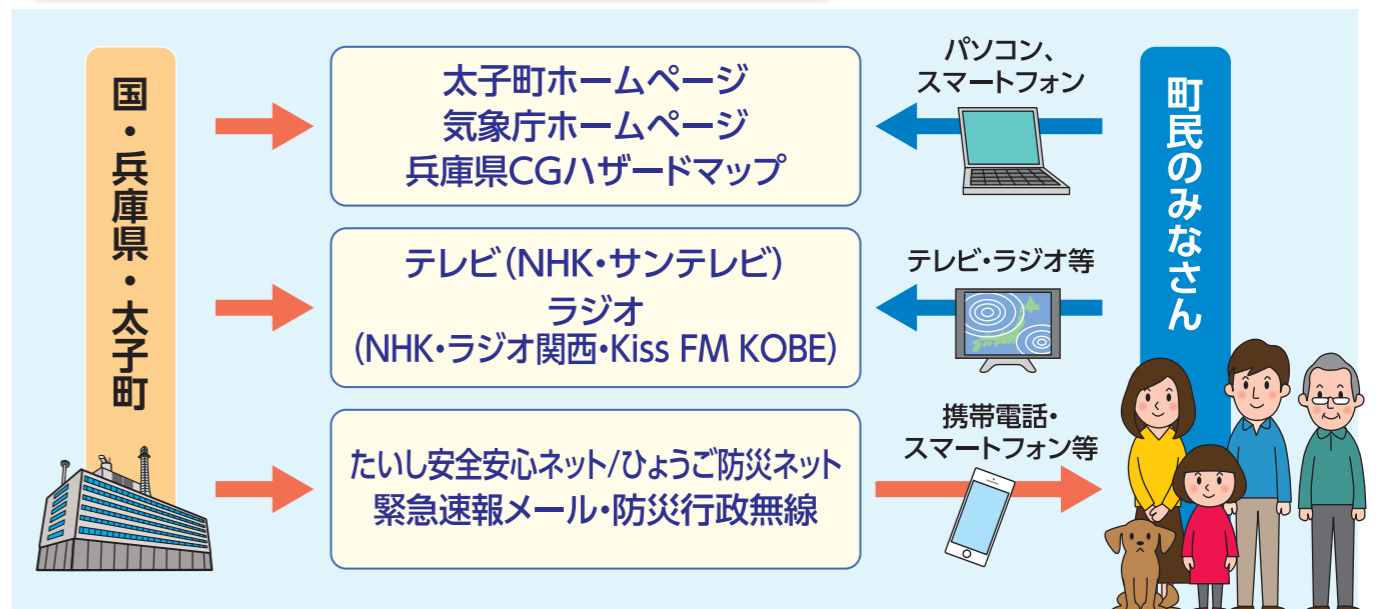 国・兵庫県・太子町
太子町ホームページ
気象庁ホームページ
兵庫県CGハザードマップ
パソコン、
スマートフォン
テレビ(NHK・サンテレビ)
ラジオ
(NHK・ラジオ関西・Kiss FM KOBE)
テレビ・ラジオ等
たいし安全安心ネット/ひょうご防災ネット
緊急速報メール・防災行政無線
携帯電話・
スマートフォン等
町民のみなさん